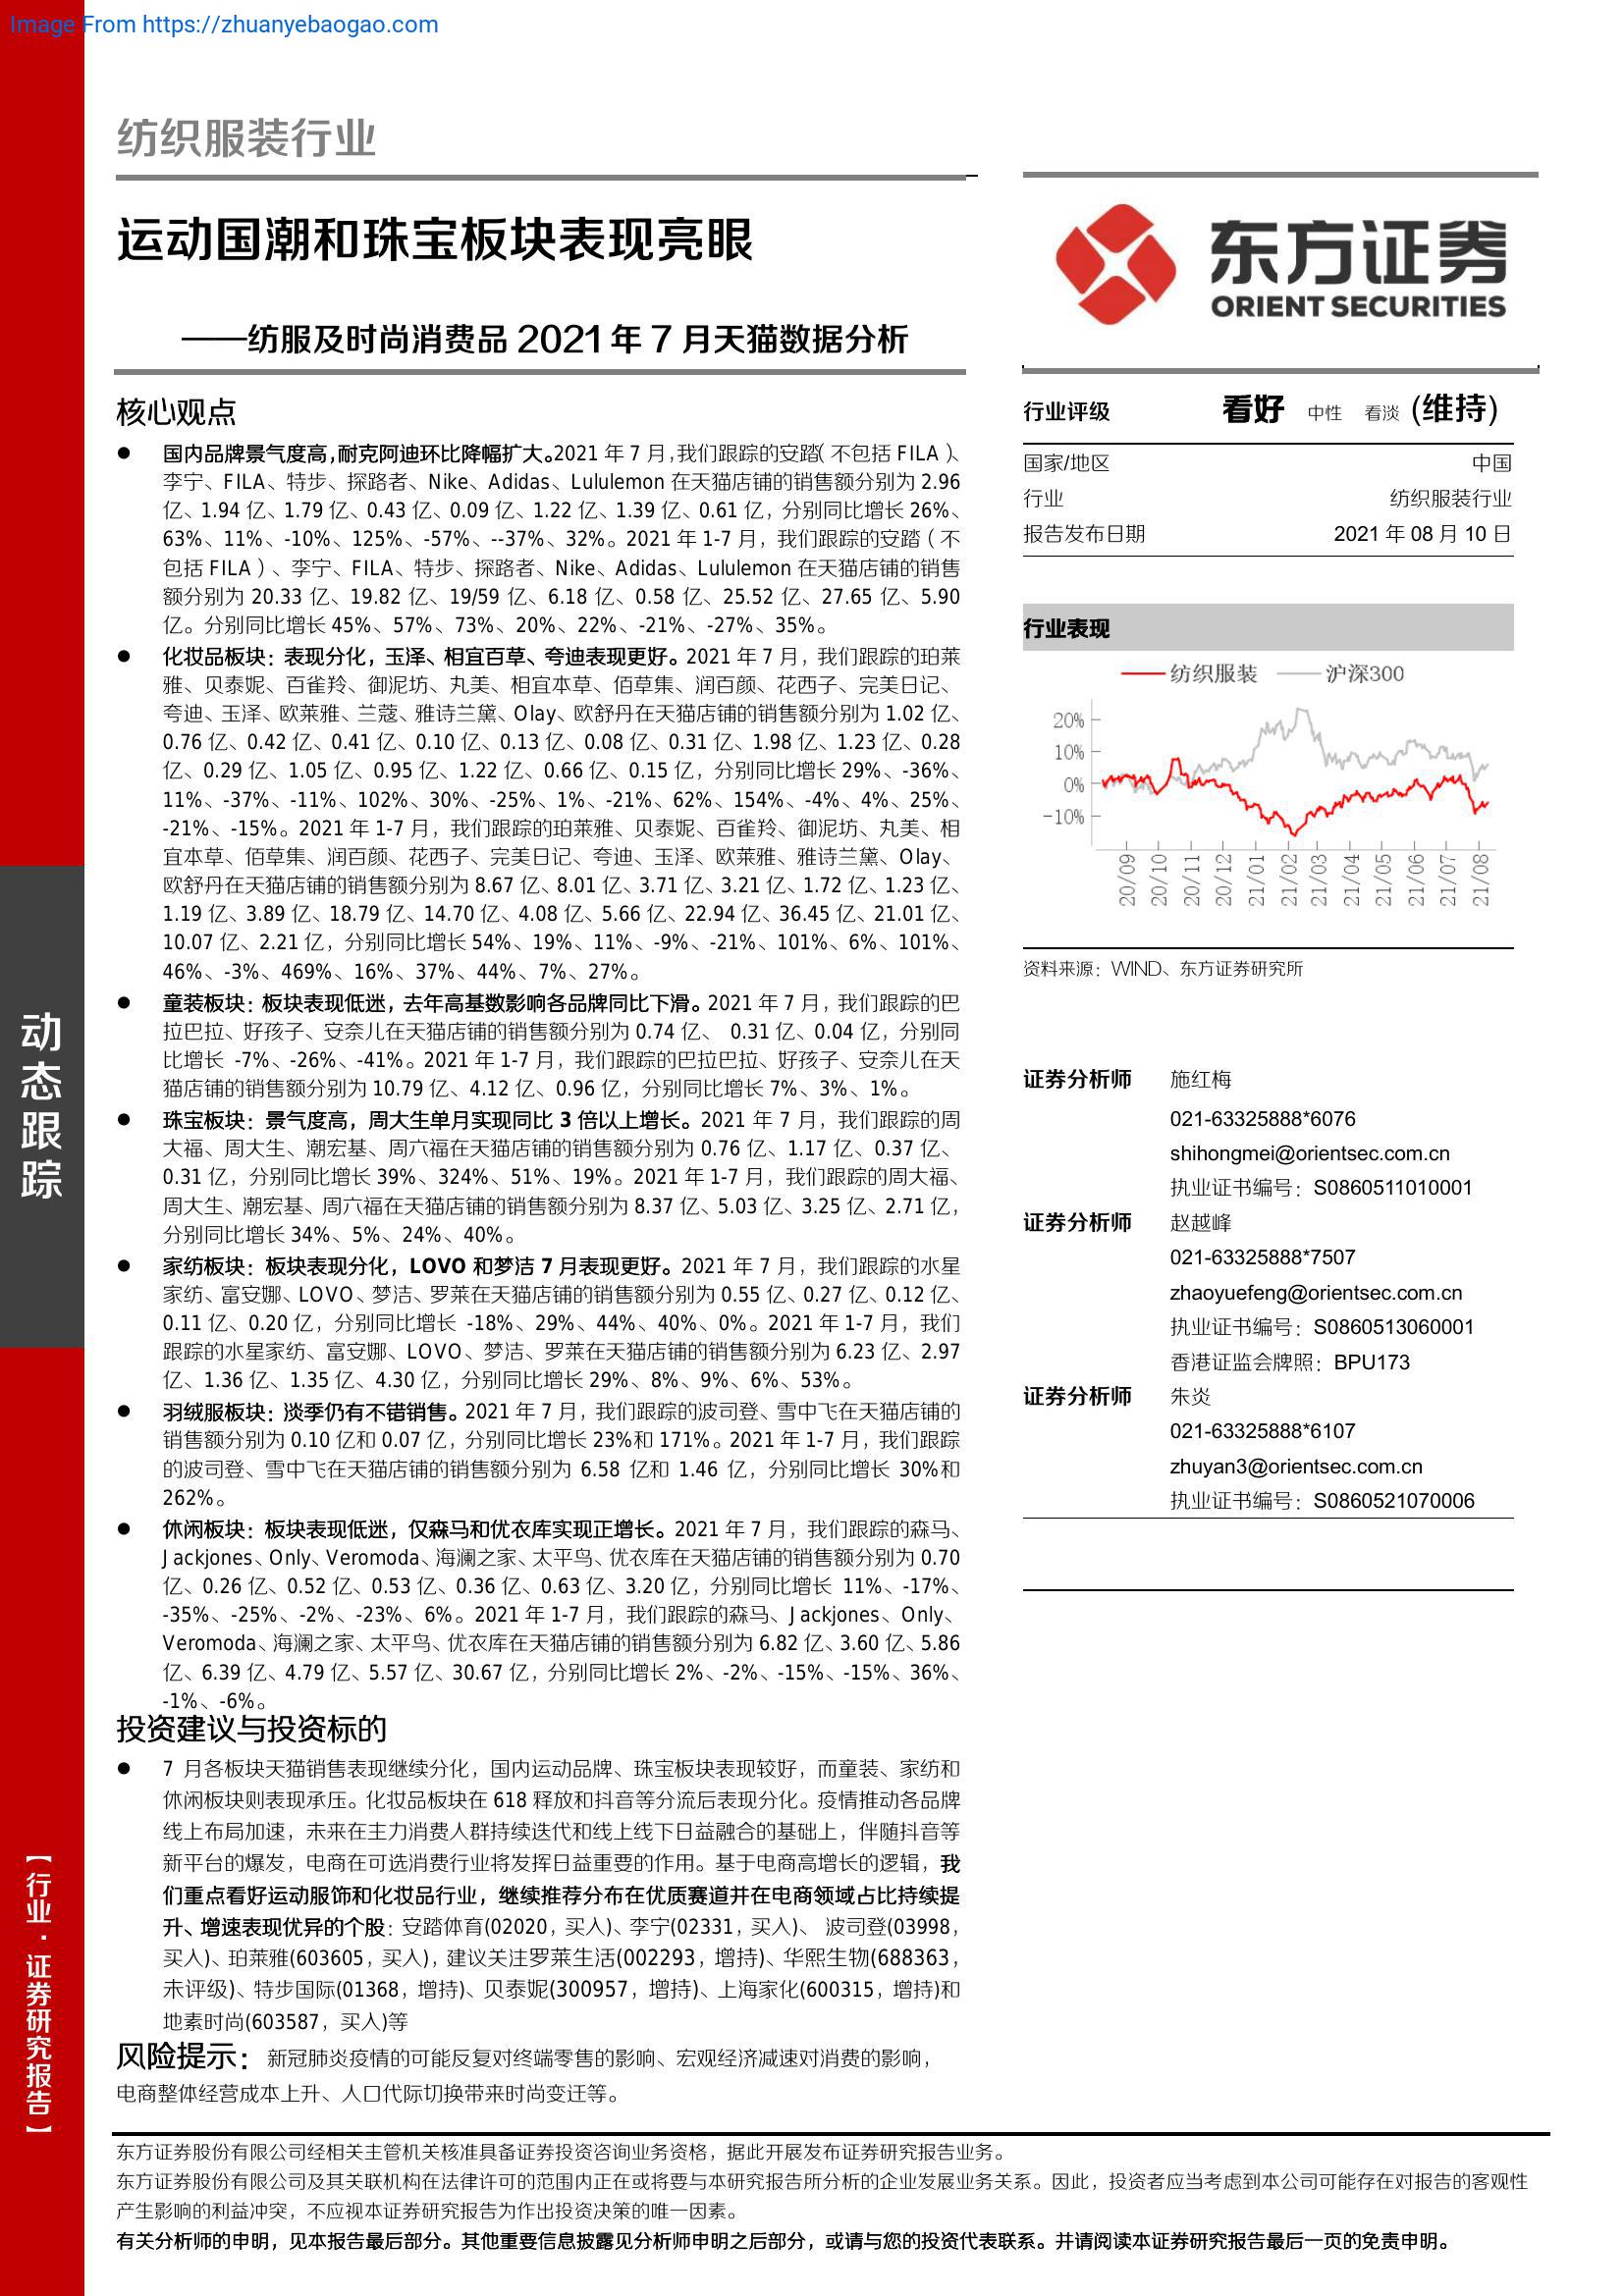 Image From https://zhuanyebaogao.com
纺织服装行业
运动国潮和珠宝板块表现亮眼
——纺服及时尚消费品 2021 年 7 月天猫数据分析
核心观点
● 国内品牌景气度高,耐克阿迪环比降幅扩大。2021 年 7 月,我们跟踪的安踏（不包括 FILA）、
李宁、FILA、特步、探路者、Nike、Adidas、Lululemon 在天猫店铺的销售额分别为 2.96
亿、1.94 亿、1.79 亿、0.43 亿、0.09 亿、1.22 亿、1.39 亿、0.61 亿，分别同比增长 26%、
63%、11%、-10%、125%、-57%、--37%、32%。2021 年 1-7 月，我们跟踪的安踏（不
包括 FILA）、李宁、FILA、特步、探路者、Nike、Adidas、Lululemon 在天猫店铺的销售
额分别为 20.33 亿、19.82 亿、19/59 亿、6.18 亿、0.58 亿、25.52 亿、27.65 亿、5.90
亿。分别同比增长 45%、57%、73%、20%、22%、-21%、-27%、35%。
● 化妆品板块：表现分化，玉泽、相宜百草、夸迪表现更好。2021 年 7 月，我们跟踪的珀莱
雅、贝泰妮、百雀羚、御泥坊、丸美、相宜本草、佰草集、润百颜、花西子、完美日记、
夸迪、玉泽、欧莱雅、兰蔻、雅诗兰黛、Olay、欧舒丹在天猫店铺的销售额分别为 1.02 亿、
0.76 亿、0.42 亿、0.41 亿、0.10 亿、0.13 亿、0.08 亿、0.31 亿、1.98 亿、1.23 亿、0.28
亿、0.29 亿、1.05 亿、0.95 亿、1.22 亿、0.66 亿、0.15 亿，分别同比增长 29%、-36%、
11%、-37%、-11%、102%、30%、-25%、1%、-21%、62%、154%、-4%、4%、25%、
-21%、-15%。2021 年 1-7 月，我们跟踪的珀莱雅、贝泰妮、百雀羚、御泥坊、丸美、相
宜本草、佰草集、润百颜、花西子、完美日记、夸迪、玉泽、欧莱雅、雅诗兰黛、Olay、
欧舒丹在天猫店铺的销售额分别为 8.67 亿、8.01 亿、3.71 亿、3.21 亿、1.72 亿、1.23 亿、
1.19 亿、3.89 亿、18.79 亿、14.70 亿、4.08 亿、5.66 亿、22.94 亿、36.45 亿、21.01 亿、
10.07 亿、2.21 亿，分别同比增长 54%、19%、11%、-9%、-21%、101%、6%、101%、
46%、-3%、469%、16%、37%、44%、7%、27%。
● 童装板块：板块表现低迷，去年高基数影响各品牌同比下滑。2021 年 7 月，我们跟踪的巴
拉巴拉、好孩子、安奈儿在天猫店铺的销售额分别为 0.74 亿、 0.31 亿、0.04 亿，分别同
比增长 -7%、-26%、-41%。2021 年 1-7 月，我们跟踪的巴拉巴拉、好孩子、安奈儿在天
猫店铺的销售额分别为 10.79 亿、4.12 亿、0.96 亿，分别同比增长 7%、3%、1%。
● 珠宝板块：景气度高，周大生单月实现同比 3 倍以上增长。2021 年 7 月，我们跟踪的周
大福、周大生、潮宏基、周六福在天猫店铺的销售额分别为 0.76 亿、1.17 亿、0.37 亿、
0.31 亿，分别同比增长 39%、324%、51%、19%。2021 年 1-7 月，我们跟踪的周大福、
周大生、潮宏基、周六福在天猫店铺的销售额分别为 8.37 亿、5.03 亿、3.25 亿、2.71 亿，
分别同比增长 34%、5%、24%、40%。
● 家纺板块：板块表现分化，LOVO 和梦洁 7 月表现更好。2021 年 7 月，我们跟踪的水星
家纺、富安娜、LOVO、梦洁、罗莱在天猫店铺的销售额分别为 0.55 亿、0.27 亿、0.12 亿、
0.11 亿、0.20 亿，分别同比增长 -18%、29%、44%、40%、0%。2021 年 1-7 月，我们
跟踪的水星家纺、富安娜、LOVO、梦洁、罗莱在天猫店铺的销售额分别为 6.23 亿、2.97
亿、1.36 亿、1.35 亿、4.30 亿，分别同比增长 29%、8%、9%、6%、53%。
● 羽绒服板块：淡季仍有不错销售。2021 年 7 月，我们跟踪的波司登、雪中飞在天猫店铺的
销售额分别为 0.10 亿和 0.07 亿，分别同比增长 23%和 171%。2021 年 1-7 月，我们跟踪
的波司登、雪中飞在天猫店铺的销售额分别为 6.58 亿和 1.46 亿，分别同比增长 30%和
262%。
● 休闲板块：板块表现低迷，仅森马和优衣库实现正增长。2021 年 7 月，我们跟踪的森马、
Jackjones、Only、Veromoda、海澜之家、太平鸟、优衣库在天猫店铺的销售额分别为 0.70
亿、0.26 亿、0.52 亿、0.53 亿、0.36 亿、0.63 亿、3.20 亿，分别同比增长 11%、-17%、
-35%、-25%、-2%、-23%、6%。2021 年 1-7 月，我们跟踪的森马、Jackjones、Only、
Veromoda、海澜之家、太平鸟、优衣库在天猫店铺的销售额分别为 6.82 亿、3.60 亿、5.86
亿、6.39 亿、4.79 亿、5.57 亿、30.67 亿，分别同比增长 2%、-2%、-15%、-15%、36%、
-1%、-6%。
投资建议与投资标的
● 7 月各板块天猫销售表现继续分化，国内运动品牌、珠宝板块表现较好，而童装、家纺和
休闲板块则表现承压。化妆品板块在 618 释放和抖音等分流后表现分化。疫情推动各品牌
线上布局加速，未来在主力消费人群持续迭代和线上线下日益融合的基础上，伴随抖音等
新平台的爆发，电商在可选消费行业将发挥日益重要的作用。基于电商高增长的逻辑，我
们重点看好运动服饰和化妆品行业，继续推荐分布在优质赛道并在电商领域占比持续提
升、增速表现优异的个股：安踏体育(02020，买入)、李宁(02331，买入)、 波司登(03998，
买入)、珀莱雅(603605，买入)，建议关注罗莱生活(002293，增持)、华熙生物(688363，
未评级)、特步国际(01368，增持)、贝泰妮(300957，增持)、上海家化(600315，增持)和
地素时尚(603587，买入)等
风险提示：新冠肺炎疫情的可能反复对终端零售的影响、宏观经济减速对消费的影响，
电商整体经营成本上升、人口代际切换带来时尚变迁等。
东方证券
ORIENT SECURITIES
行业评级 看好 中性 看淡 (维持)
国家/地区 中国
行业 纺织服装行业
报告发布日期 2021 年 08 月 10 日
行业表现
纺织服装 沪深300
20%
10%
0%
-10%
20/09 20/10 20/11 20/12 21/01 21/02 21/03 21/04 21/05 21/06 21/07 21/08
资料来源：WIND、东方证券研究所
证券分析师 施红梅
021-63325888*6076
shihongmei@orientsec.com.cn
执业证书编号：S0860511010001
证券分析师 赵越峰
021-63325888*7507
zhaoyuefeng@orientsec.com.cn
执业证书编号：S0860513060001
香港证监会牌照：BPU173
证券分析师 朱炎
021-63325888*6107
zhuyan3@orientsec.com.cn
执业证书编号：S0860521070006
动态跟踪
【行业·证券研究报告】
东方证券股份有限公司经相关主管机关核准具备证券投资咨询业务资格，据此开展发布证券研究报告业务。
东方证券股份有限公司及其关联机构在法律许可的范围内正在或将要与本研究报告所分析的企业发展业务关系。因此，投资者应当考虑到本公司可能存在对报告的客观性
产生影响的利益冲突，不应视本证券研究报告为作出投资决策的唯一因素。
有关分析师的申明，见本报告最后部分。其他重要信息披露见分析师申明之后部分，或请与您的投资代表联系。并请阅读本证券研究报告最后一页的免责申明。